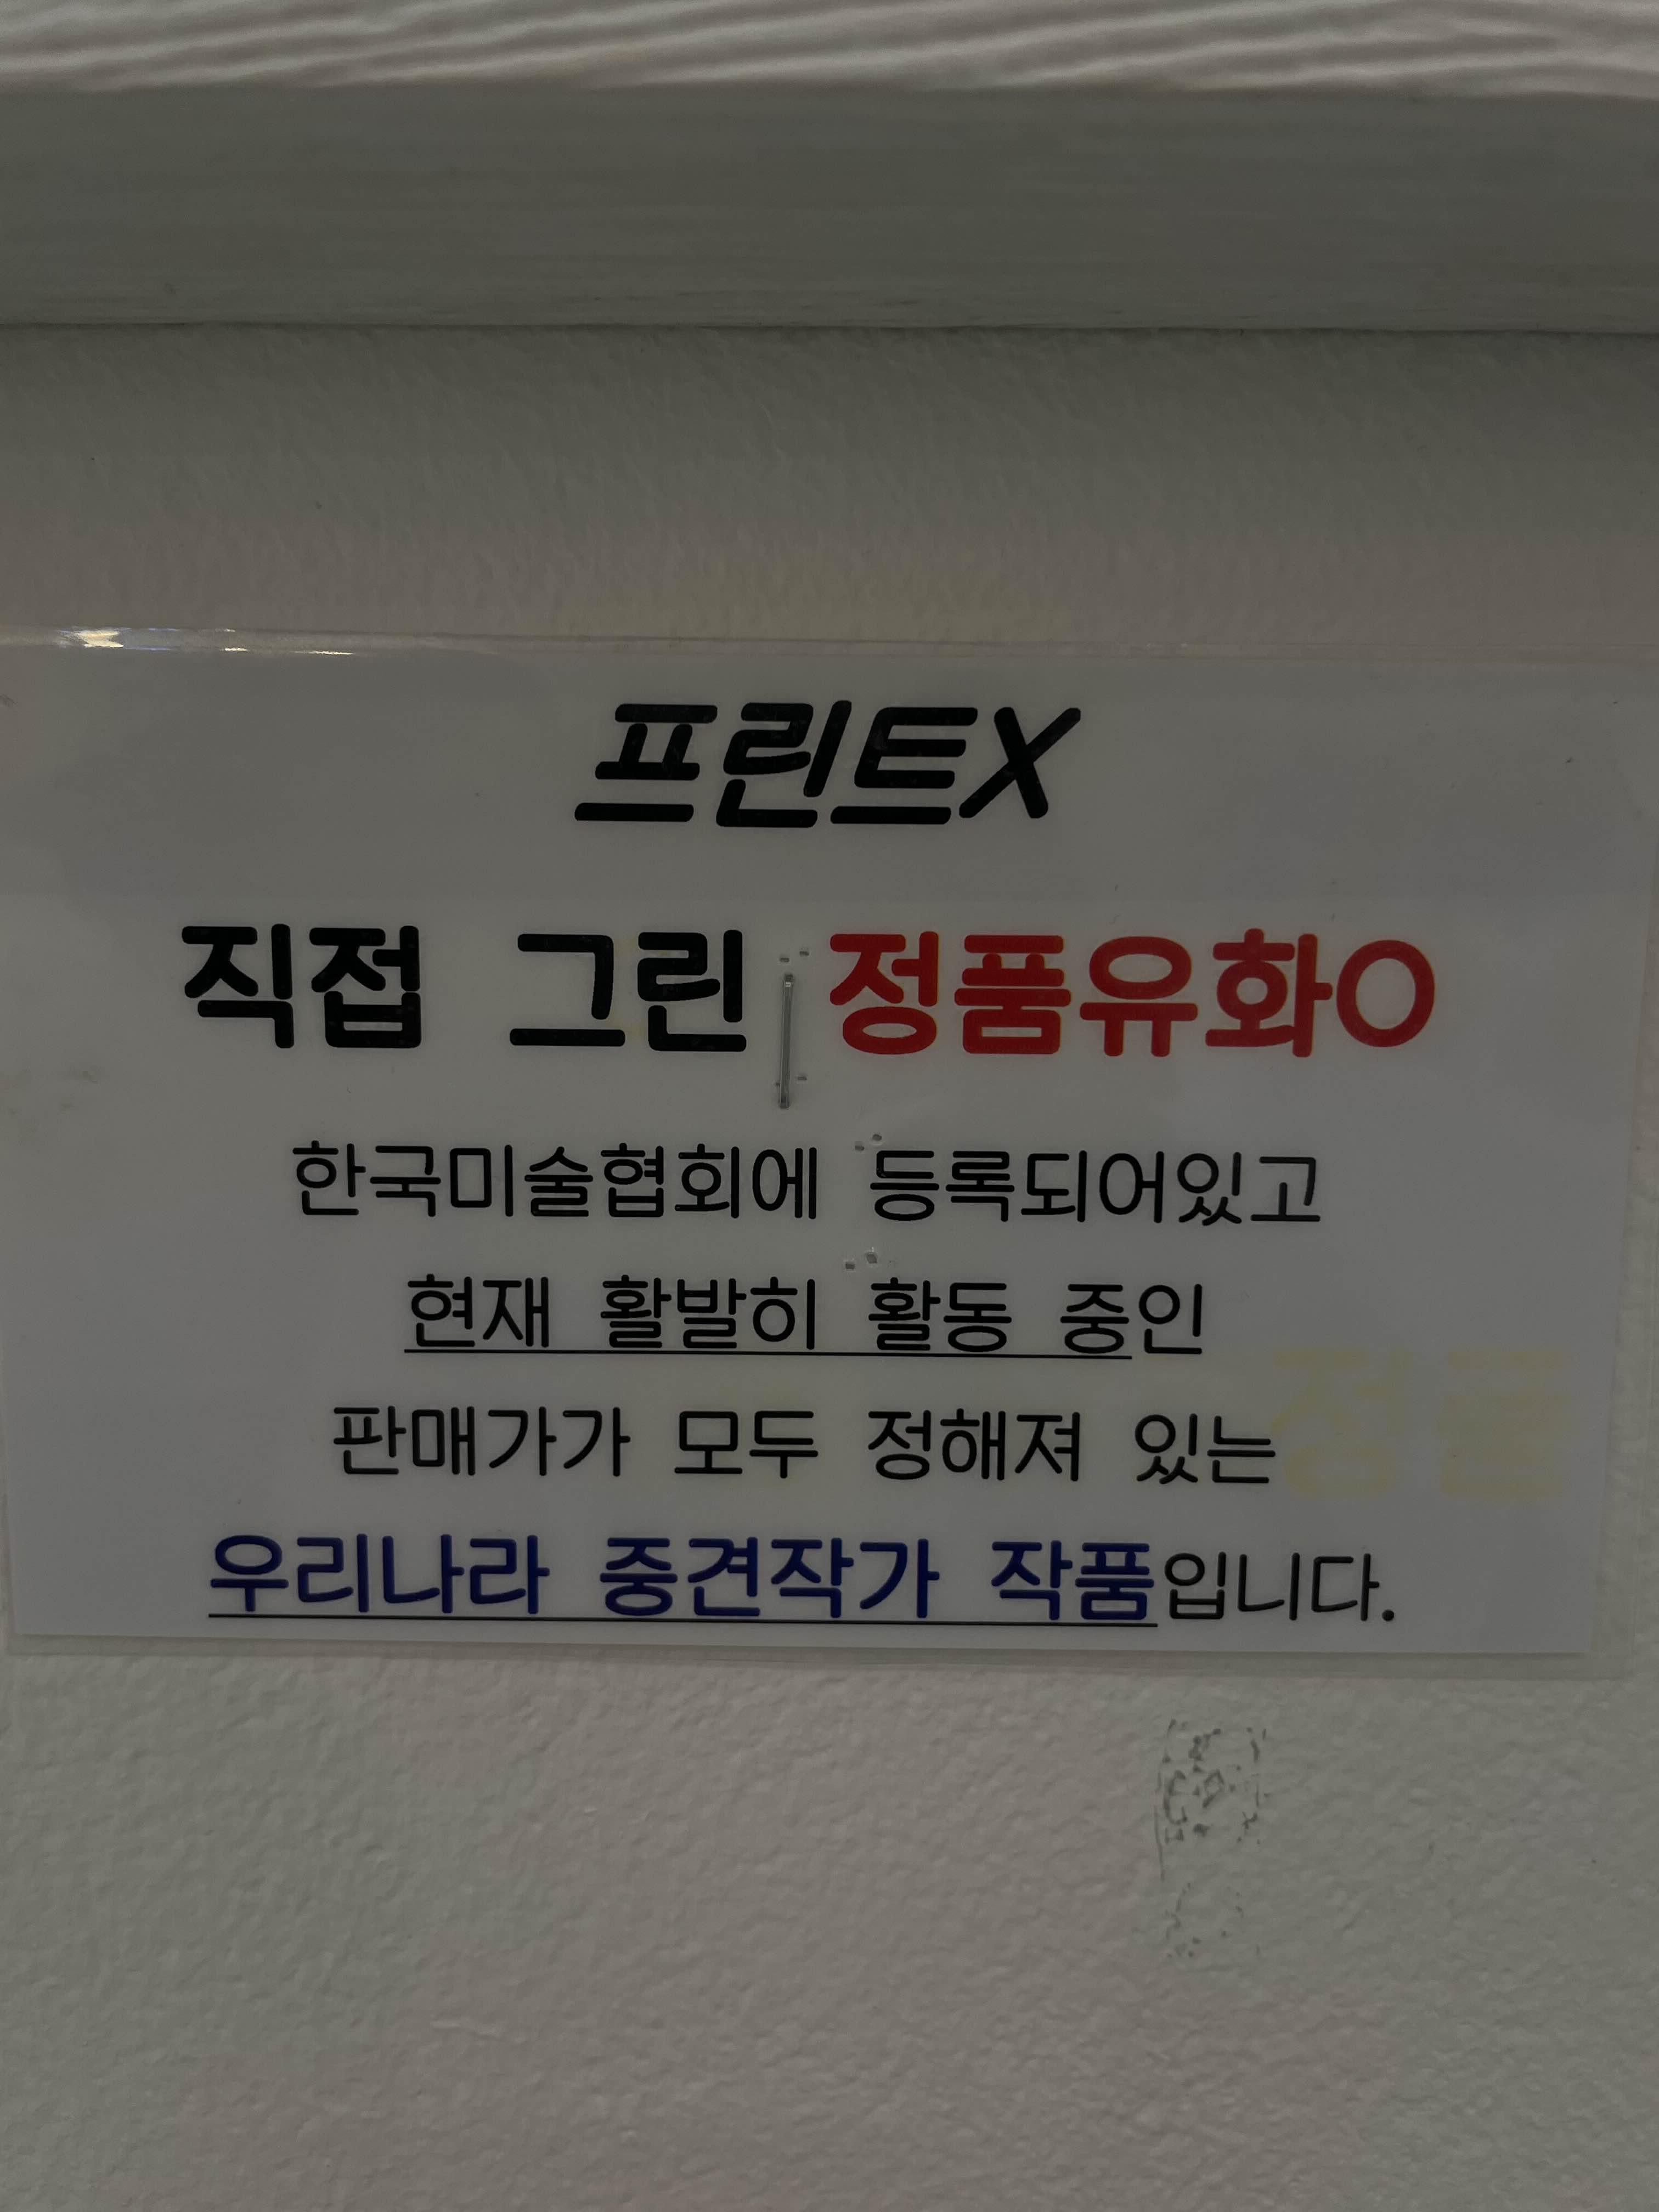 프린트X
직접 그린 정품유화O
한국미술협회에 등록되어있고
현재 활발히 활동 중인
판매가가 모두 정해져 있는
정품
우리나라 중견작가 작품입니다.